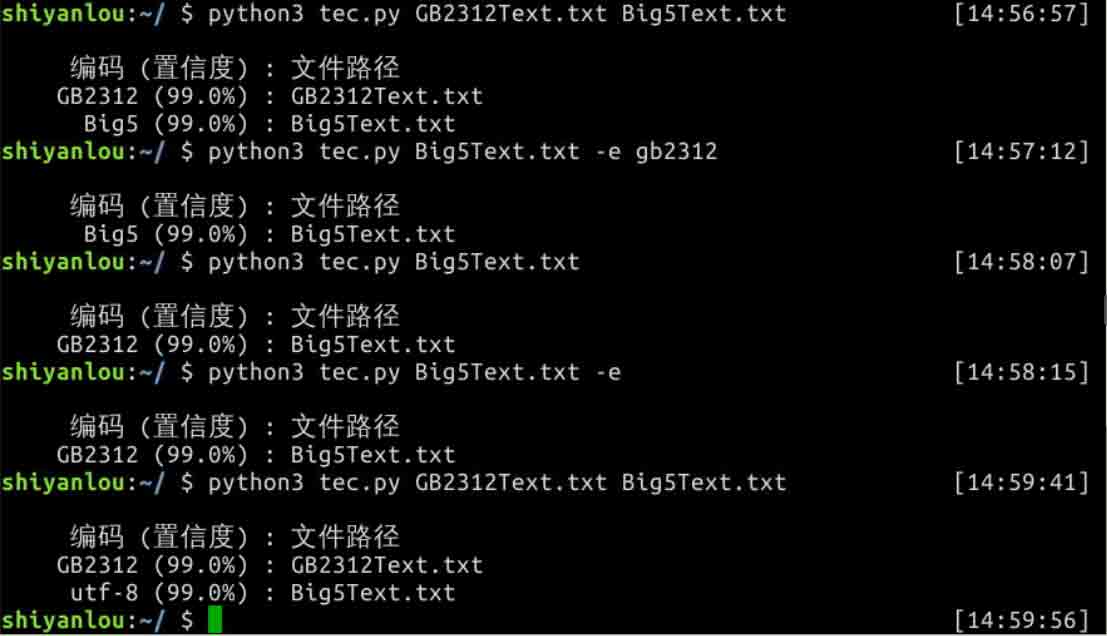 shiyanlou:~/ $ python3 tec.py GB2312Text.txt Big5Text.txt [14:56:57]
编码 (置信度) : 文件路径
GB2312 (99.0%) : GB2312Text.txt
Big5 (99.0%) : Big5Text.txt
shiyanlou:~/ $ python3 tec.py Big5Text.txt -e gb2312 [14:57:12]
编码 (置信度) : 文件路径
Big5 (99.0%) : Big5Text.txt
shiyanlou:~/ $ python3 tec.py Big5Text.txt [14:58:07]
编码 (置信度) : 文件路径
GB2312 (99.0%) : Big5Text.txt
shiyanlou:~/ $ python3 tec.py Big5Text.txt -e [14:58:15]
编码 (置信度) : 文件路径
GB2312 (99.0%) : Big5Text.txt
shiyanlou:~/ $ python3 tec.py GB2312Text.txt Big5Text.txt [14:59:41]
编码 (置信度) : 文件路径
GB2312 (99.0%) : GB2312Text.txt
utf-8 (99.0%) : Big5Text.txt
shiyanlou:~/ $ [14:59:56]